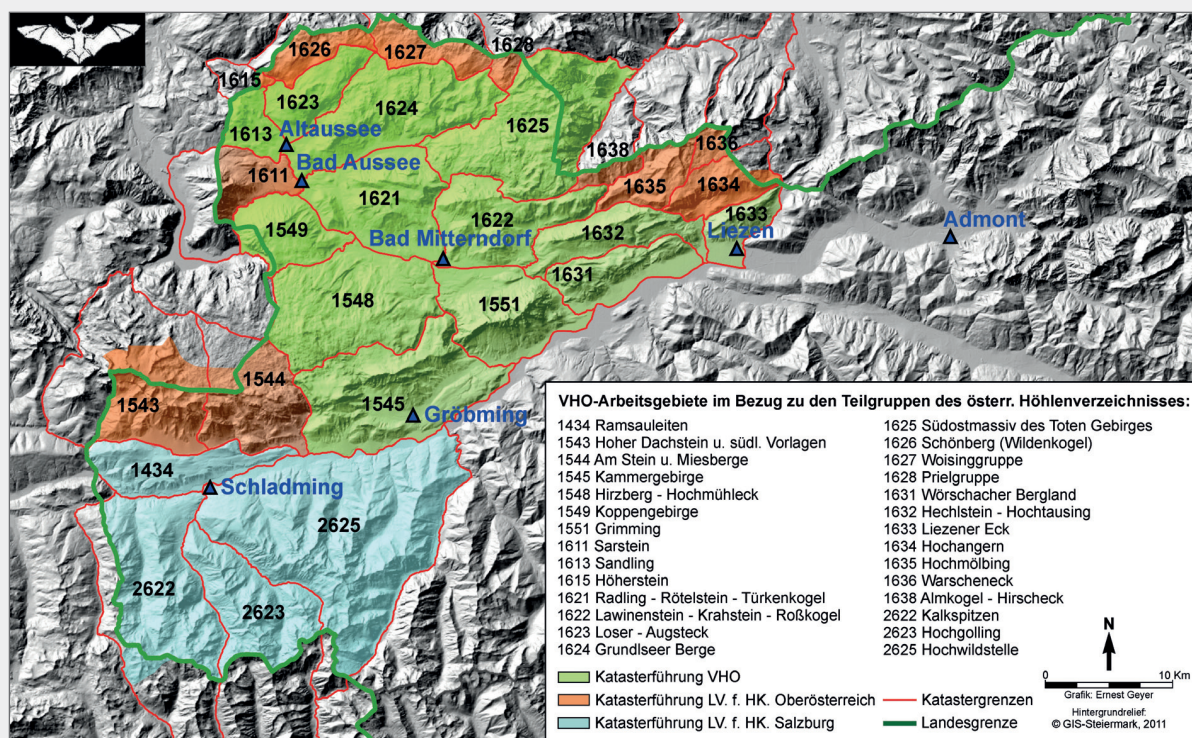 1626
1627
1628
1615
1623
1624
1613
1625
Altaussee
1638
1636
Bad Aussee
1611
1635
1634
1621
1622
1633
1549
1632
Admont
Bad Mitterndorf
Liezen
1631
1548
1551
1544
1543
1545
Gröbming
1434
Schladming
2625
2622
2623
VHO-Arbeitsgebiete im Bezug zu den Teilgruppen des österr. Höhlenverzeichnisses:
1434 Ramsauleiten
1543 Hoher Dachstein u. südl. Vorlagen
1544 Am Stein u. Miesberge
1545 Kammergebirge
1548 Hirzberg - Hochmühleck
1549 Koppengebirge
1551 Grimming
1611 Sarstein
1613 Sandling
1615 Höherstein
1621 Radling - Rötelstein - Türkenkogel
1622 Lawinenstein - Krahstein - Roßkogel
1623 Loser - Augsteck
1624 Grundlseer Berge
1625 Südostmassiv des Toten Gebirges
1626 Schönberg (Wildenkogel)
1627 Woisinggruppe
1628 Prielgruppe
1631 Wörschacher Bergland
1632 Hechlstein - Hochtausing
1633 Liezener Eck
1634 Hochangern
1635 Hochmölbing
1636 Warscheneck
1638 Almkogel - Hirscheck
2622 Kalkspitzen
2623 Hochgolling
2625 Hochwildstelle
Katasterführung VHO
Katasterführung LV. f. HK. Oberösterreich
Katasterführung LV. f. HK. Salzburg
Katastergrenzen
Landesgrenze
N
0 10 Km
Grafik: Ernest Geyer
Hintergrundrelief:
© GIS-Steiermark, 2011